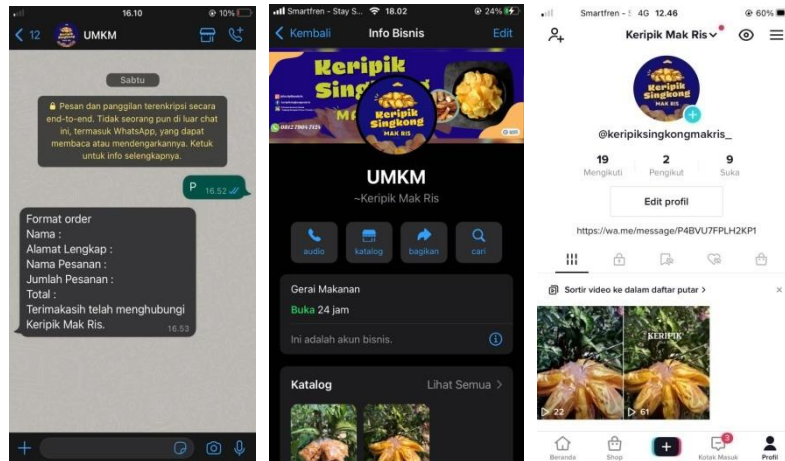 16.10
10%
12
UMKM
Sabtu
Pesan dan panggilan terenkripsi secara
end-to-end. Tidak seorang pun di luar chat
ini, termasuk WhatsApp, yang dapat
membaca atau mendengarkannya. Ketuk
untuk info selengkapnya.
P 16.52
Format order
Nama :
Alamat Lengkap :
Nama Pesanan :
Jumlah Pesanan :
Total :
Terimakasih telah menghubungi
Keripik Mak Ris.
16.53
Smartfren - Stay S... 18.02 24%
Kembali
Info Bisnis
Edit
Keripik
Keripik
Singkong
MAK RIS
UMKM
~Keripik Mak Ris
audio
katalog
bagikan
cari
Gerai Makanan
Buka 24 jam
Ini adalah akun bisnis.
Katalog
Lihat Semua >
4G 12.46 60%
Keripik Mak Ris
Keripik
Singkong
MAK RIS
@keripiksingkongmakris_
19
2
9
Mengikuti
Pengikut
Suka
Edit profil
https://wa.me/message/P4BVU7FPLH2KP1
Sortir video ke dalam daftar putar >
KERIPIK
22
61
3
Beranda
Shop
Kotak Masuk
Profil